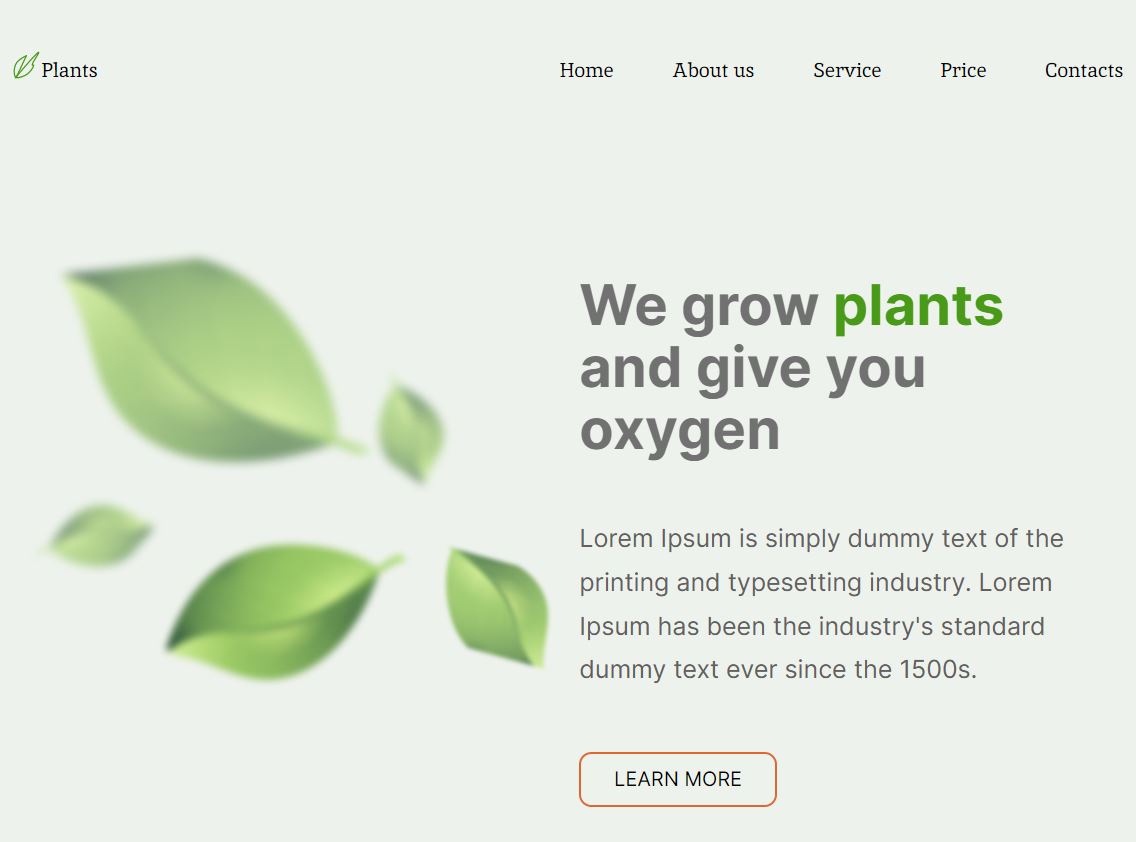 Plants
Home About us Service Price Contacts
We grow plants
and give you
oxygen
Lorem Ipsum is simply dummy text of the
printing and typesetting industry. Lorem
Ipsum has been the industry's standard
dummy text ever since the 1500s.
LEARN MORE